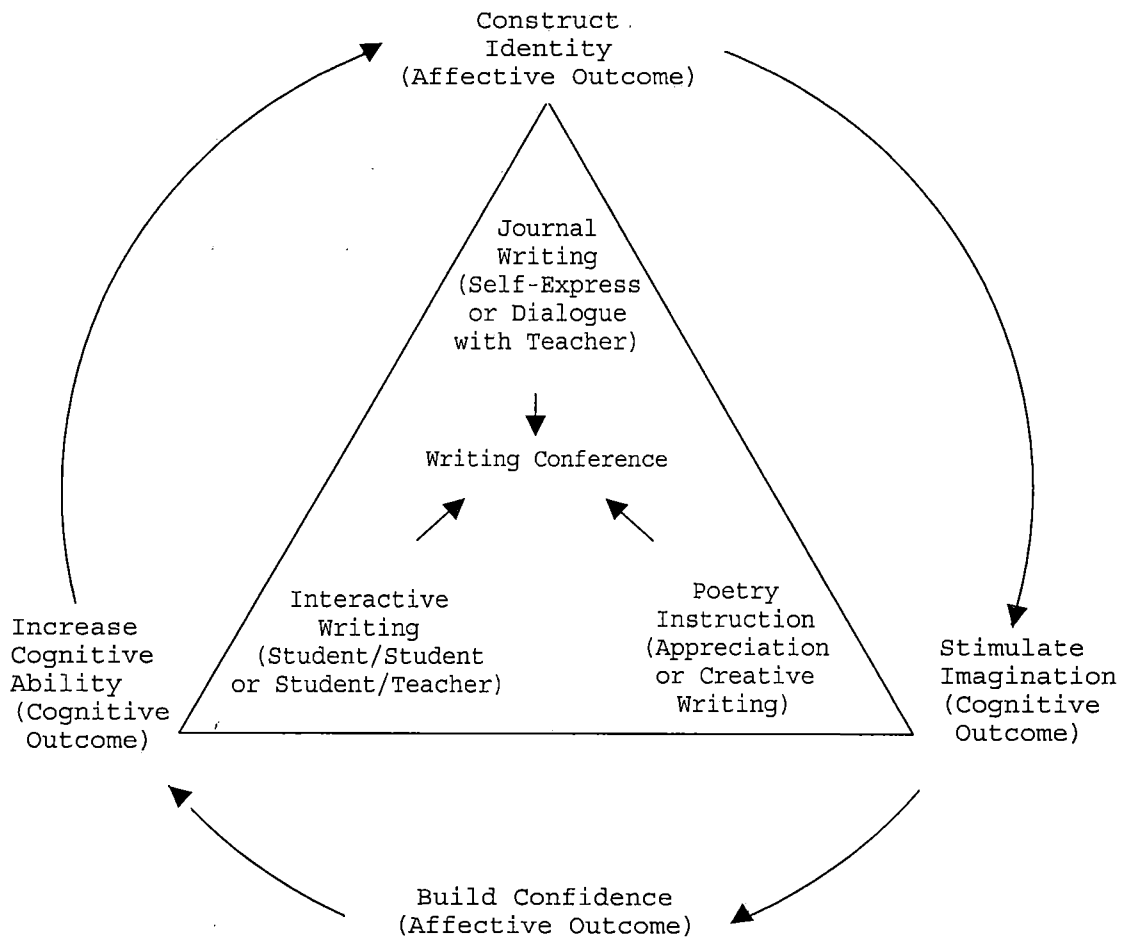 Construct
Identity
(Affective Outcome)
Journal
Writing
(Self-Express
or Dialogue
with Teacher)
Writing Conference
Interactive
Writing
(Student/Student
or Student/Teacher)
Poetry
Instruction
(Appreciation
or Creative
Writing)
Increase
Cognitive
Ability
(Cognitive
Outcome)
Stimulate
Imagination
(Cognitive
Outcome)
Build Confidence
(Affective Outcome)